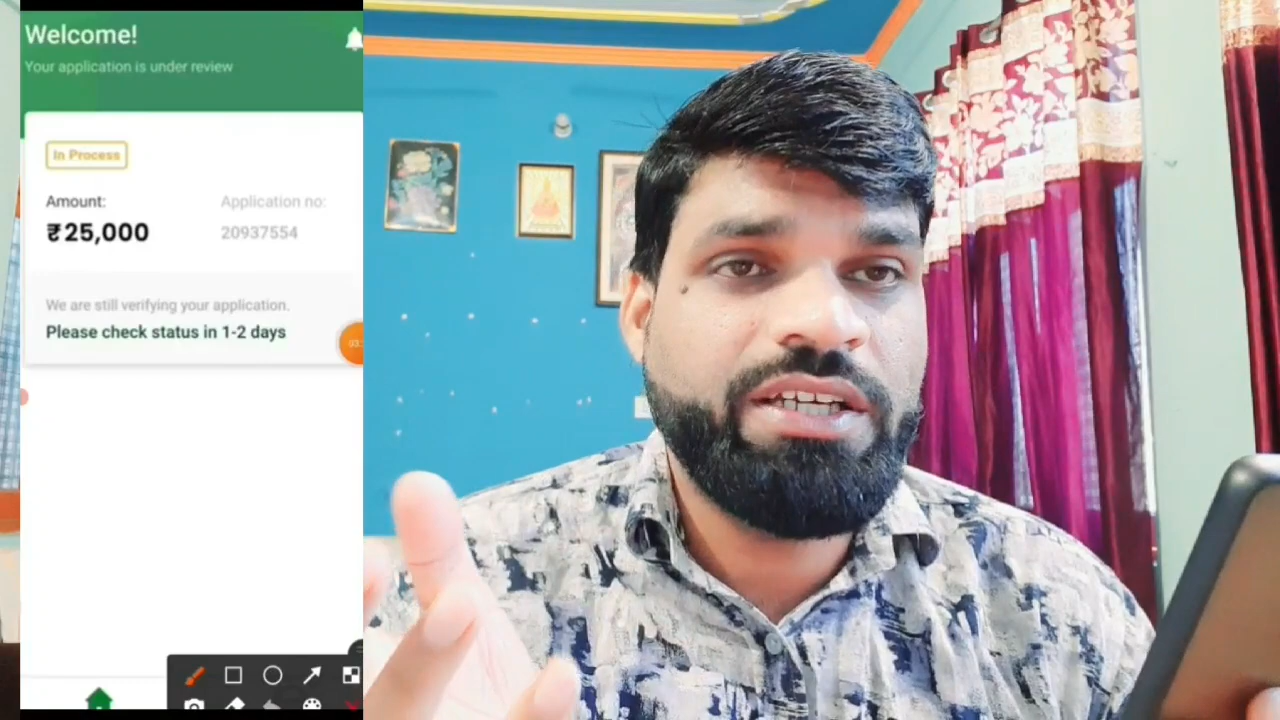 Welcome!
Your application is under review
In Process
Amount:
Application no:
₹25,000
20937554
We are still verifying your application.
Please check status in 1-2 days